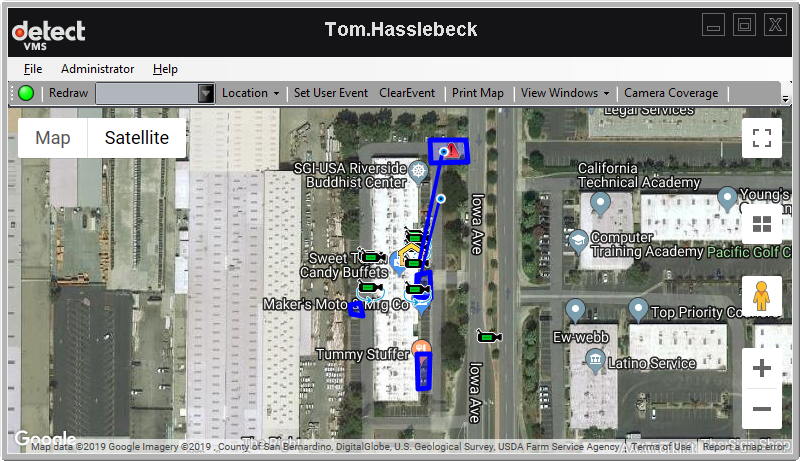 detect
VMS
Tom.Hasslebeck
File Administrator Help
Redraw Location Set User Event ClearEvent Print Map View Windows Camera Coverage
Legal Services
Map Satellite
SGI-USA Riverside
Buddhist Center
California
Technical Academy
Young's
Iowa Ave
Computer
Training Academy
Pacific Golf C
Sweet T
Candy Buffets
Maker's Moto & Mfg Co
Top Priority Couriers
Ew-webb
Tummy Stuffer
Latino Service
Iowa Ave
Google
Map data ©2019 Google Imagery ©2019 , County of San Bernardino, DigitalGlobe, U.S. Geological Survey, USDA Farm Service Agency Terms of Use Report a map error